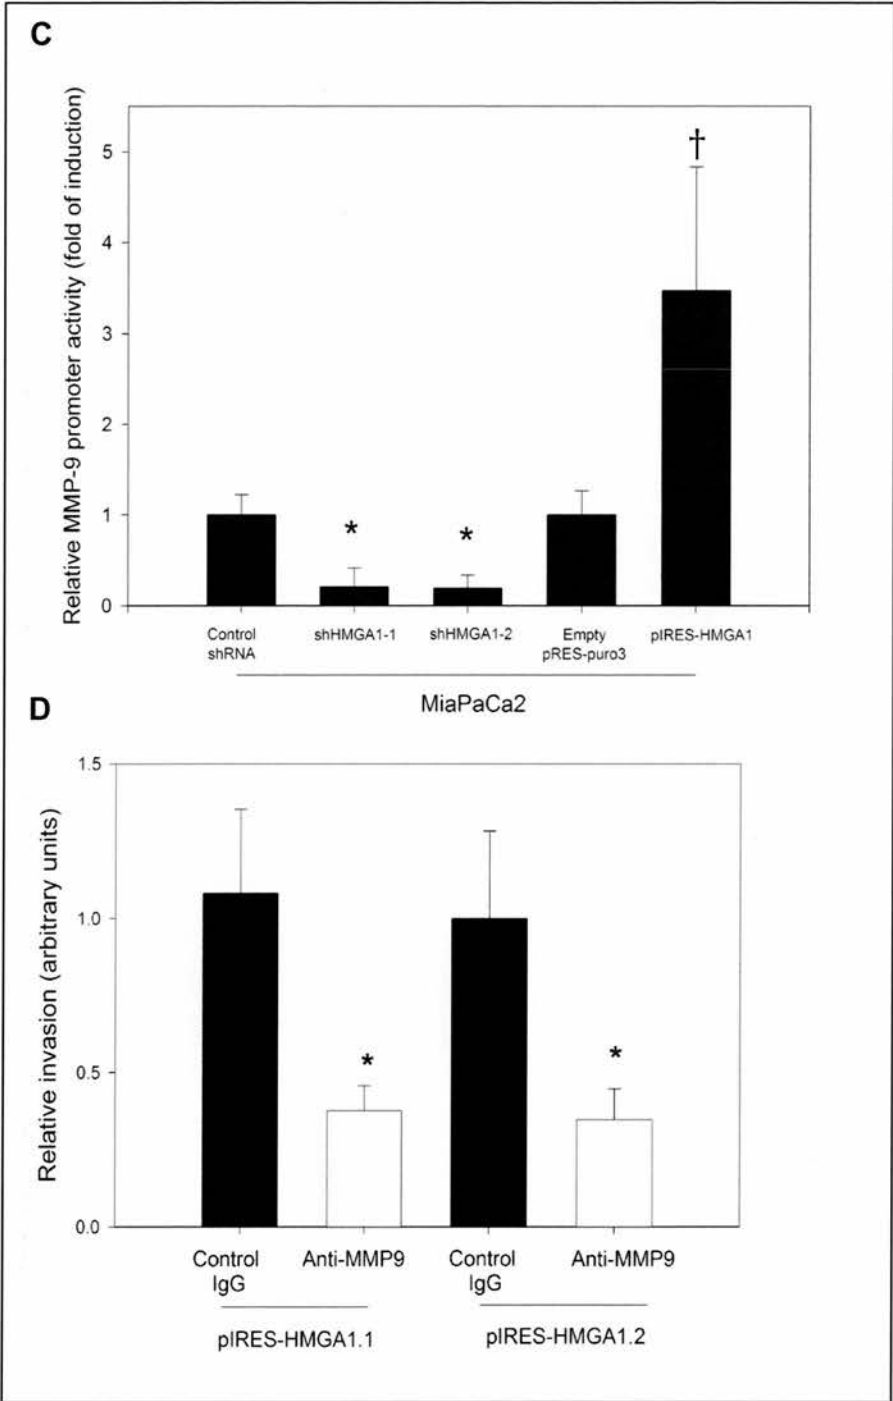 C
Relative MMP-9 promoter activity (fold of induction)
5
4
3
2
1
0
†
*
*
Control
shRNA
shHMGA1-1
shHMGA1-2
Empty
pRES-puro3
pIRES-HMGA1
MiaPaCa2
D
Relative invasion (arbitrary units)
1.5
1.0
0.5
0.0
*
*
Control
IgG
Anti-MMP9
Control
IgG
Anti-MMP9
pIRES-HMGA1.1
pIRES-HMGA1.2